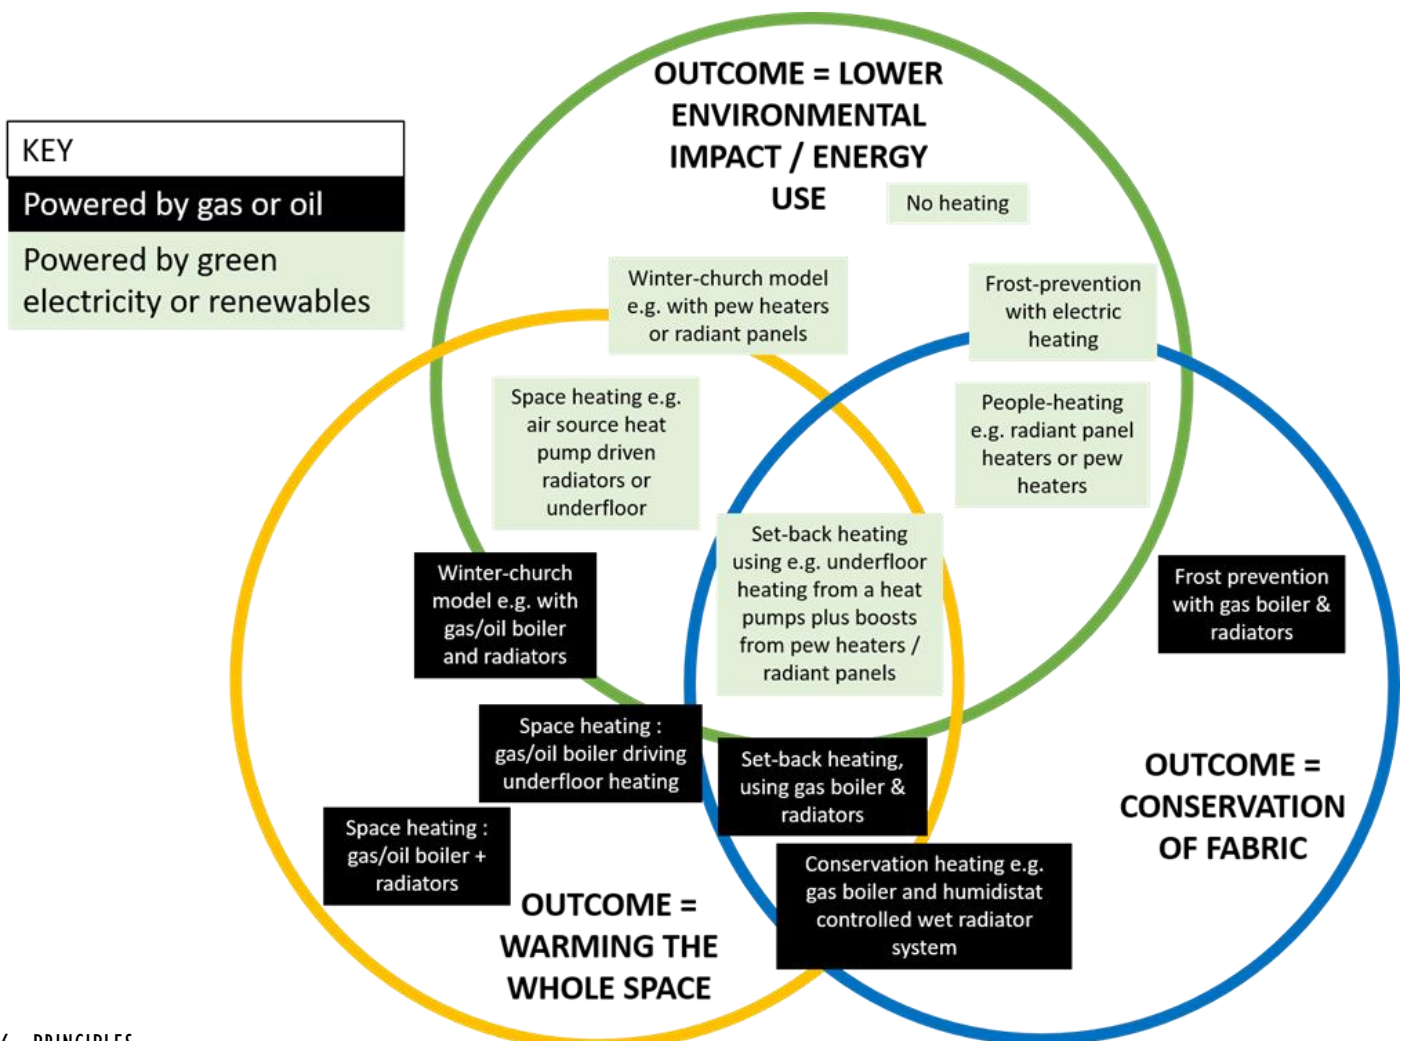 OUTCOME = LOWER
ENVIRONMENTAL
IMPACT / ENERGY
USE
KEY
Powered by gas or oil
Powered by green
electricity or renewables
No heating
Winter-church model
e.g. with pew heaters
or radiant panels
Frost-prevention
with electric
heating
Space heating e.g.
air source heat
pump driven
radiators or
underfloor
People-heating
e.g. radiant panel
heaters or pew
heaters
Set-back heating
using e.g. underfloor
heating from a heat
pumps plus boosts
from pew heaters /
radiant panels
Winter-church
model e.g. with
gas/oil boiler
and radiators
Frost prevention
with gas boiler &
radiators
Space heating :
gas/oil boiler driving
underfloor heating
Set-back heating,
using gas boiler &
radiators
OUTCOME =
CONSERVATION
OF FABRIC
Space heating :
gas/oil boiler +
radiators
Conservation heating e.g.
gas boiler and humidistat
controlled wet radiator
system
OUTCOME =
WARMING THE
WHOLE SPACE
PRINCIPLES